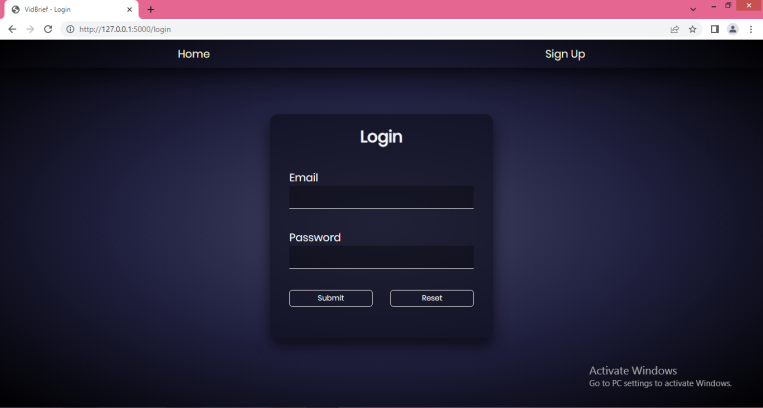 VidBrief - Login
http://127.0.0.1:5000/login
Home Sign Up
Login
Email
Password
Submit Reset
Activate Windows
Go to PC settings to activate Windows.